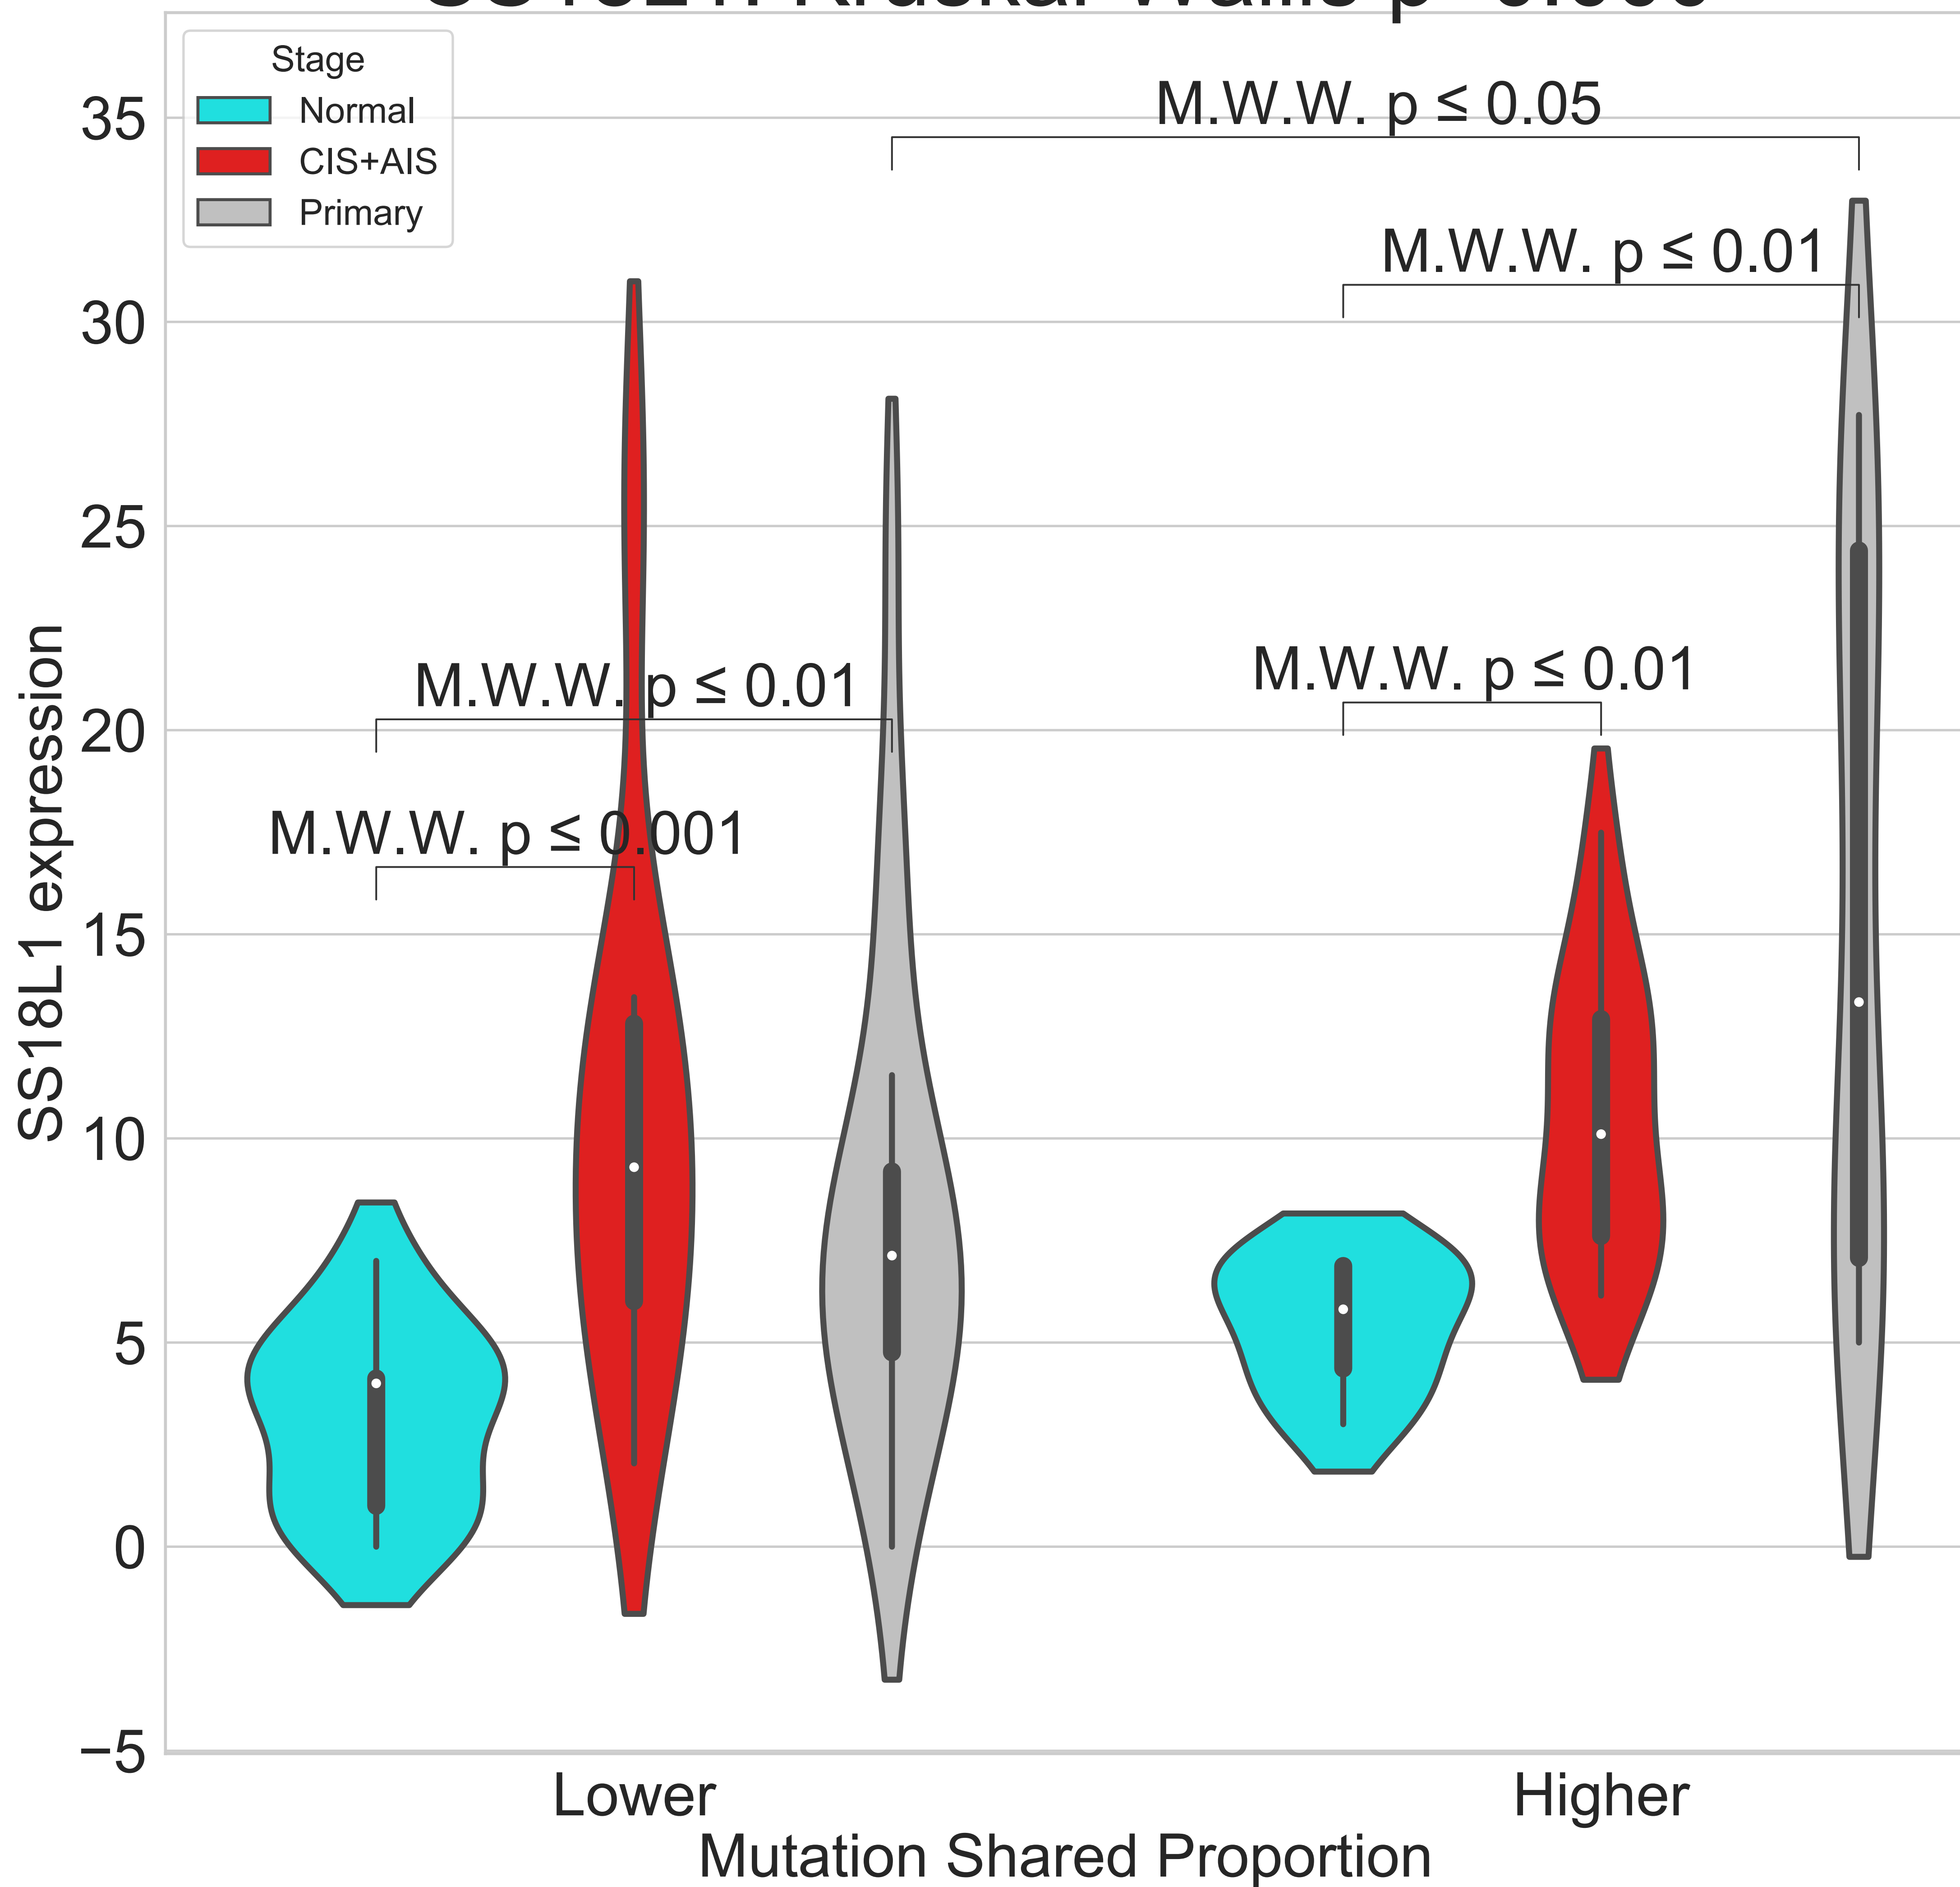 Stage
Normal
CIS+AIS
Primary
M.W.W. p ≤ 0.05
M.W.W. p ≤ 0.01
M.W.W. p ≤ 0.01
M.W.W. p ≤ 0.01
M.W.W. p ≤ 0.001
35
30
25
20
15
10
5
0
−5
SS18L1 expression
Lower
Higher
Mutation Shared Proportion